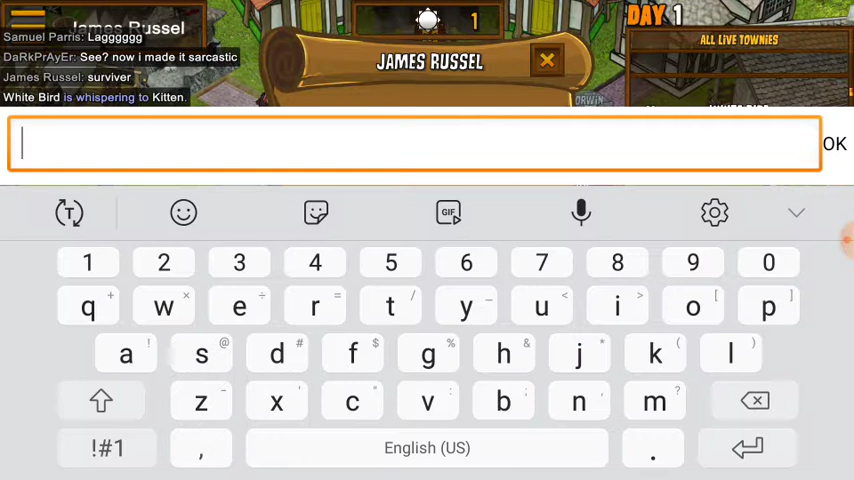 James Russel
1
DAY 1
Samuel Parris: Lagggggg
DaRkPrAyEr: See? now i made it sarcastic
James Russel: surviver
White Bird is whispering to Kitten.
JAMES RUSSEL
ALL LIVE TOWNIES
OK
T
GIF
1 2 3 4 5 6 7 8 9 0
q + w × e ÷ r = t / y _ u < i > o [ p ]
a ! s @ d # f $ g % h & j * k ( l )
z - x ' c " v : b ; n , m ?
!#1 , English (US) .